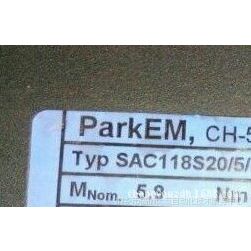 ParkEM, CH-5
Typ SAC118S20/5/
MNom. 5,8 Nm